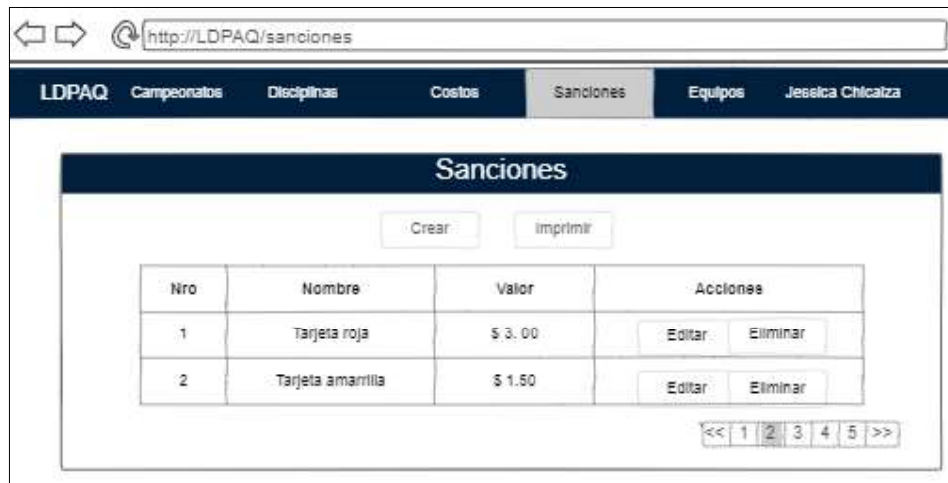 http://LDPAQ/sanciones
LDPAQ Campeonatos Disciplinas Costos Sanciones Equipos Jessica Chicaiza
Sanciones
Crear Imprimir
Nro Nombre Valor Acciones
1 Tarjeta roja $ 3. 00 Editar Eliminar
2 Tarjeta amarrilla $ 1.50 Editar Eliminar
<< 1 2 3 4 5 >>